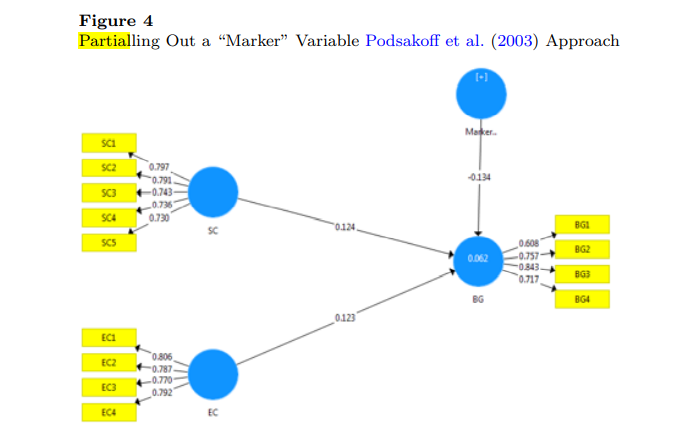 Figure 4
Partialling Out a “Marker” Variable Podsakoff et al. (2003) Approach
[+]
Marker..
-0.134
SC1
SC2
SC3
SC4
SC5
0.797
0.791
0.743
0.736
0.730
SC
0.124
BG1
BG2
BG3
BG4
0.608
0.757
0.843
0.717
0.062
BG
0.123
EC1
EC2
EC3
EC4
0.806
0.787
0.770
0.792
EC